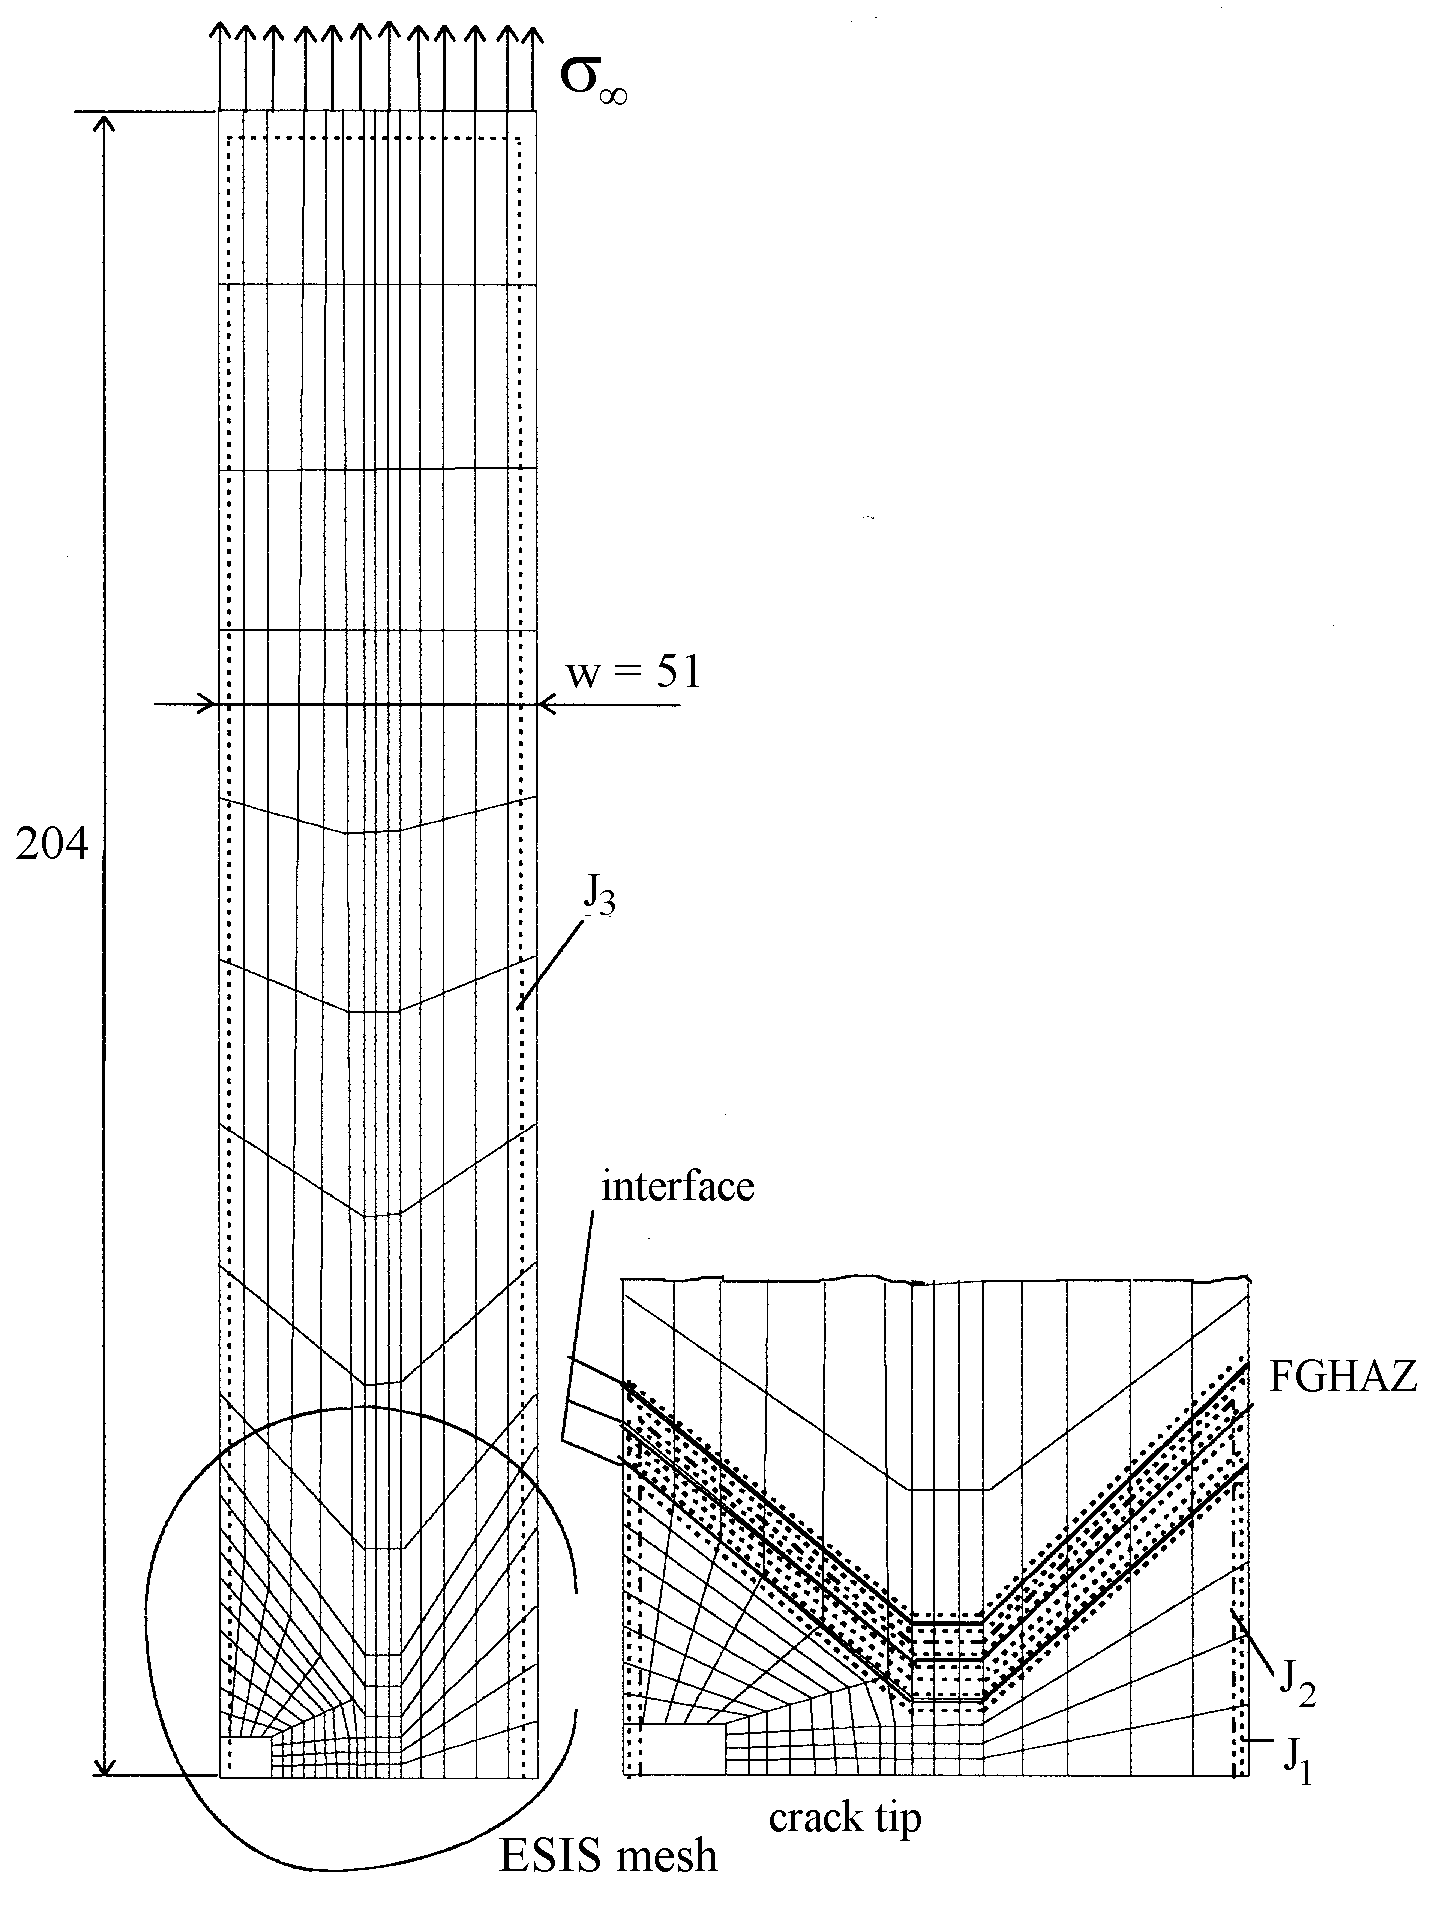 σ∞
w = 51
204
J3
interface
FGHAZ
J2
J1
crack tip
ESIS mesh